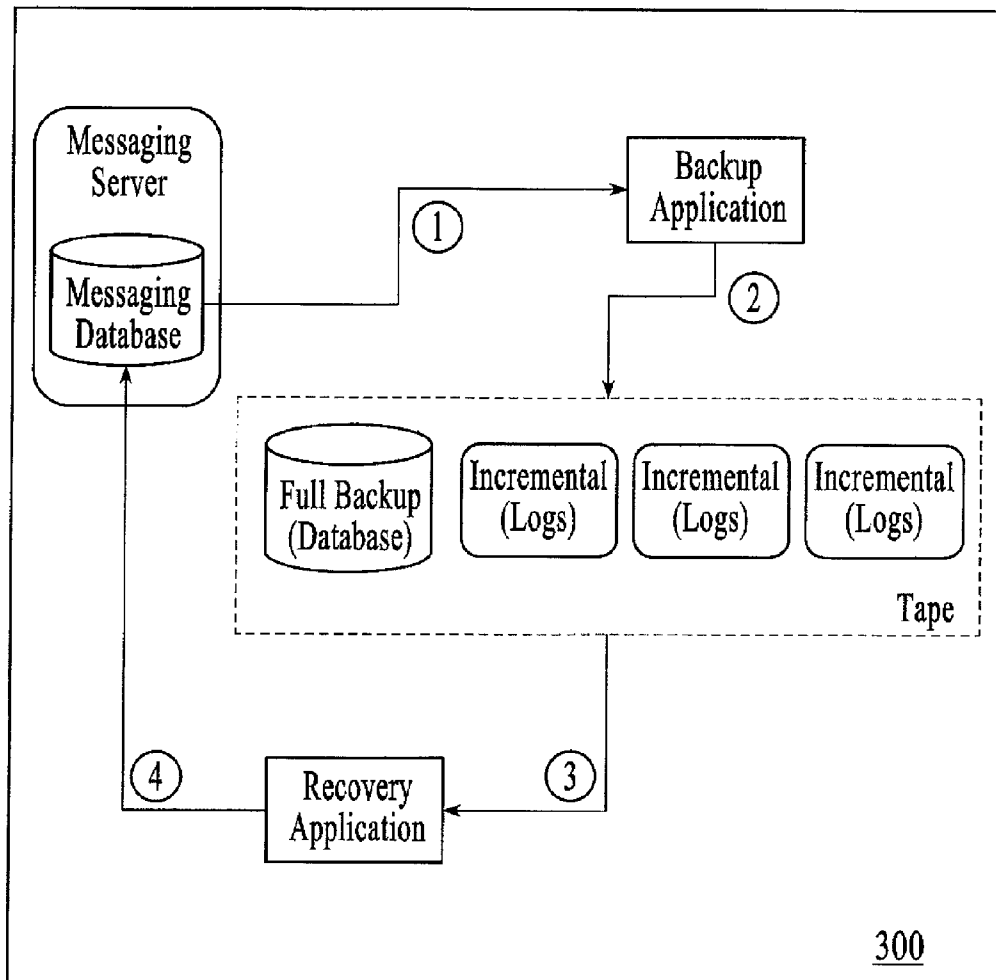 Messaging
Server
Messaging
Database
1
Backup
Application
2
Full Backup
(Database)
Incremental
(Logs)
Incremental
(Logs)
Incremental
(Logs)
Tape
3
Recovery
Application
4
300